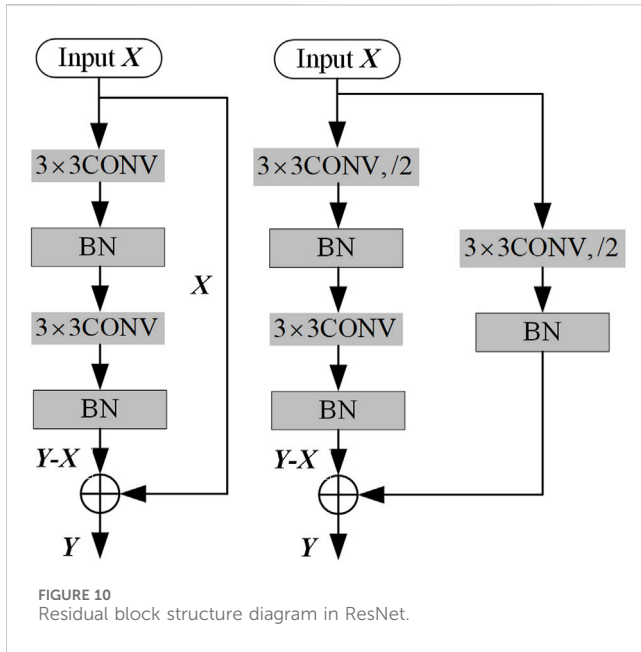 Input X
3×3CONV
BN
X
3×3CONV
BN
Y-X
Y
Input X
3×3CONV,/2
BN
3×3CONV
BN
Y-X
Y
3×3CONV,/2
BN
FIGURE 10
Residual block structure diagram in ResNet.